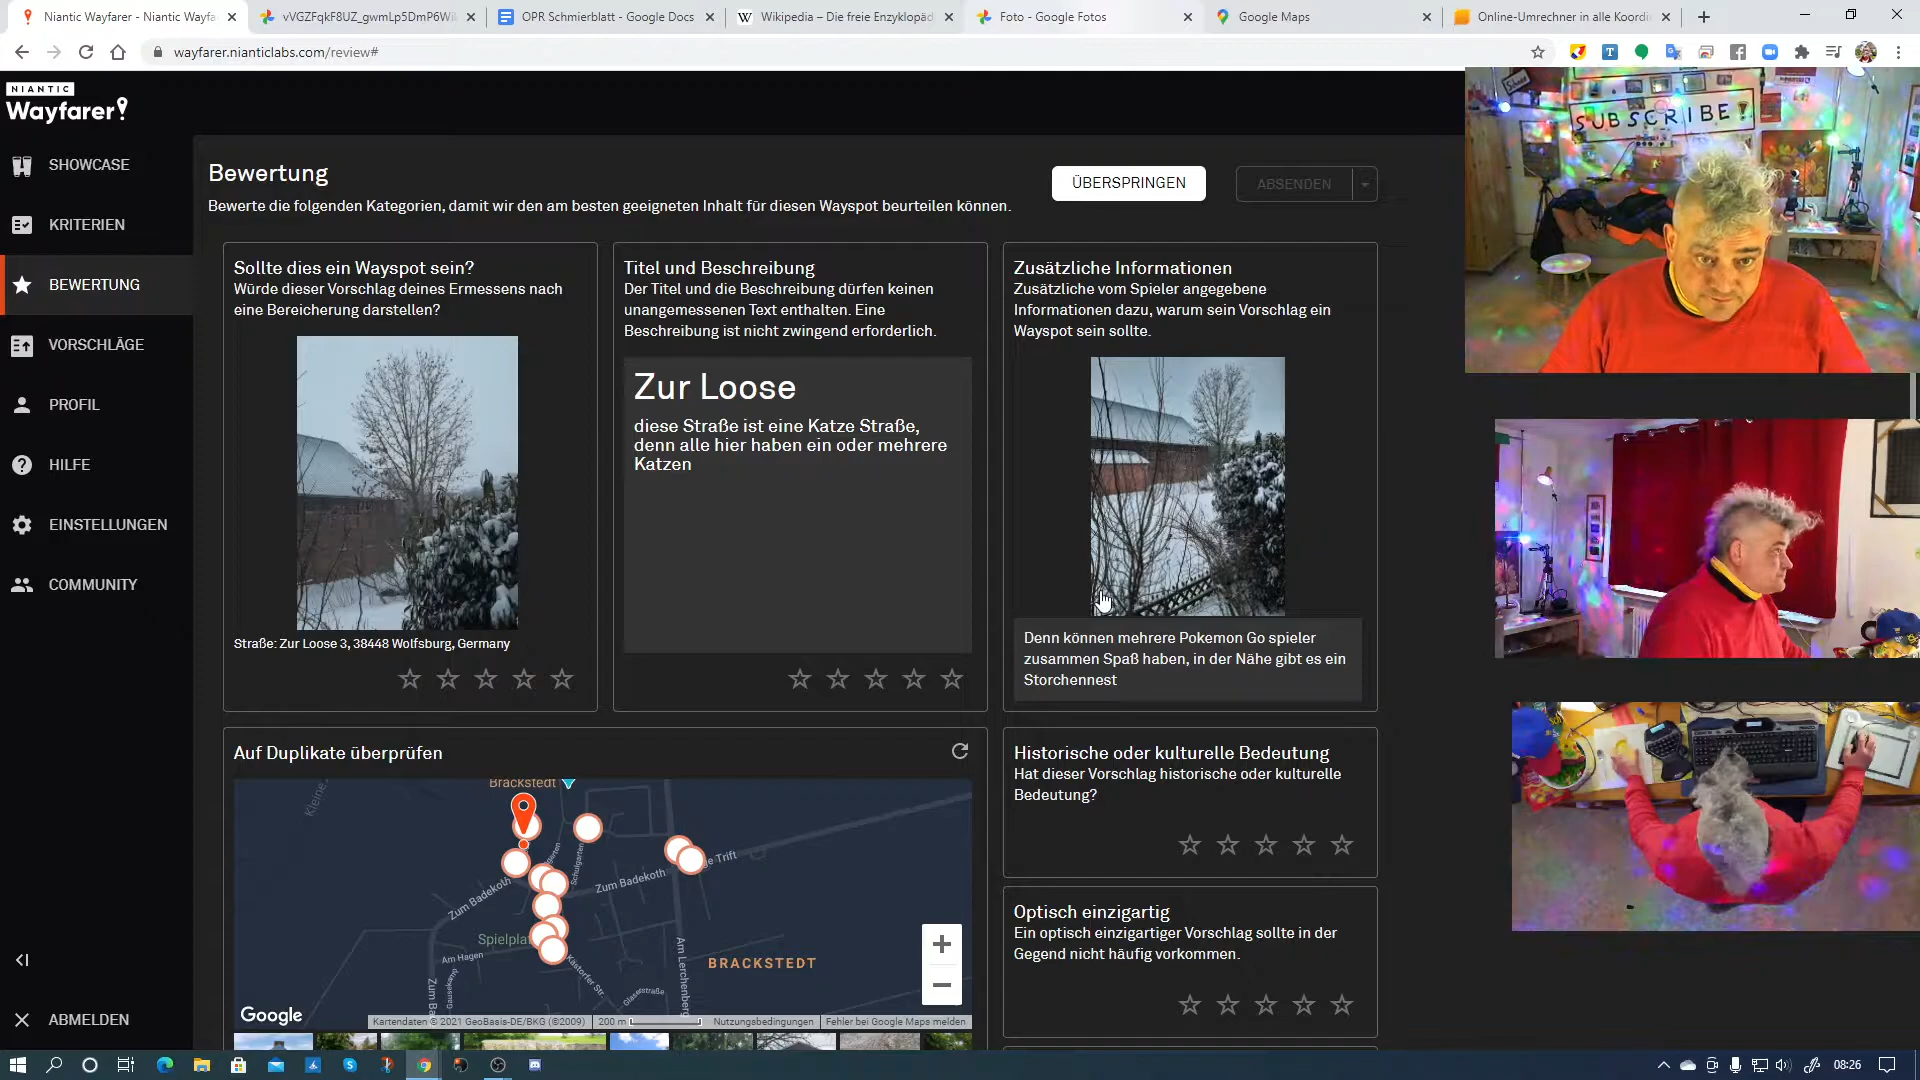 Niantic Wayfarer - Niantic Wayfa
vVGZFqkF8UZ_gwmLp5DmP6Wi
OPR Schmierblatt - Google Docs
Wikipedia – Die freie Enzyklopäd
Foto - Google Fotos
Google Maps
Online-Umrechner in alle Koordi
wayfarer.nianticlabs.com/review#
NIANTIC
Wayfarer
SHOWCASE
KRITERIEN
BEWERTUNG
VORSCHLÄGE
PROFIL
HILFE
EINSTELLUNGEN
COMMUNITY
ABMELDEN
Bewertung
Bewerte die folgenden Kategorien, damit wir den am besten geeigneten Inhalt für diesen Wayspot beurteilen können.
ÜBERSPRINGEN
ABSENDEN
Sollte dies ein Wayspot sein?
Würde dieser Vorschlag deines Ermessens nach
eine Bereicherung darstellen?
Straße: Zur Loose 3, 38448 Wolfsburg, Germany
Titel und Beschreibung
Der Titel und die Beschreibung dürfen keinen
unangemessenen Text enthalten. Eine
Beschreibung ist nicht zwingend erforderlich.
Zur Loose
diese Straße ist eine Katze Straße,
denn alle hier haben ein oder mehrere
Katzen
Zusätzliche Informationen
Zusätzliche vom Spieler angegebene
Informationen dazu, warum sein Vorschlag ein
Wayspot sein sollte.
Denn können mehrere Pokemon Go spieler
zusammen Spaß haben, in der Nähe gibt es ein
Storchennest
Auf Duplikate überprüfen
Brackstedt
Kleine
Schulgarten
ge Trift
Zum Badekoth
Zum Badekoth
Spielpla
Am Hagen
Kästorfer Str.
Am Lerchenberg
BRACKSTEDT
Google
Kartendaten © 2021 GeoBasis-DE/BKG (©2009)
200 m
Nutzungsbedingungen
Fehler bei Google Maps melden
Historische oder kulturelle Bedeutung
Hat dieser Vorschlag historische oder kulturelle
Bedeutung?
Optisch einzigartig
Ein optisch einzigartiger Vorschlag sollte in der
Gegend nicht häufig vorkommen.
SUBSCRIBE!
08:26